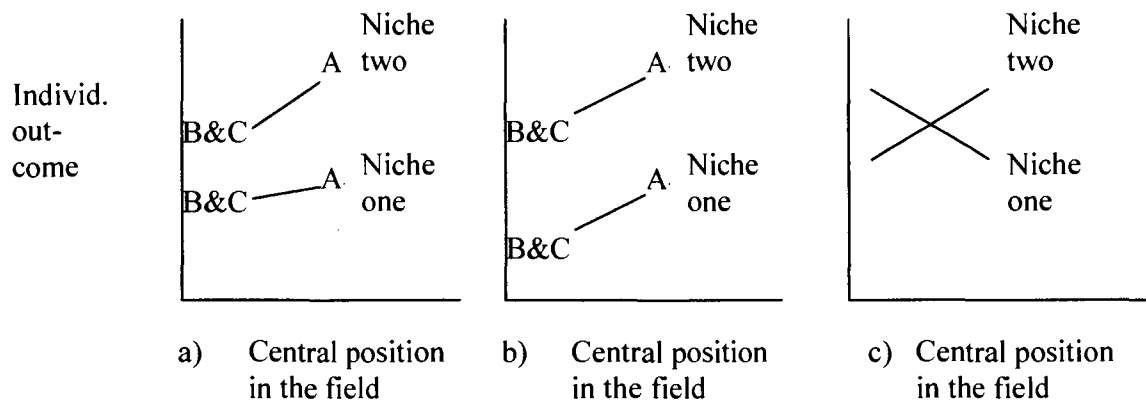 Individ.
out-
come
Niche
two
A
B&C
A
Niche
one
B&C
a) Central position
in the field
Niche
two
A
B&C
A
Niche
one
B&C
b) Central position
in the field
Niche
two
Niche
one
c) Central position
in the field